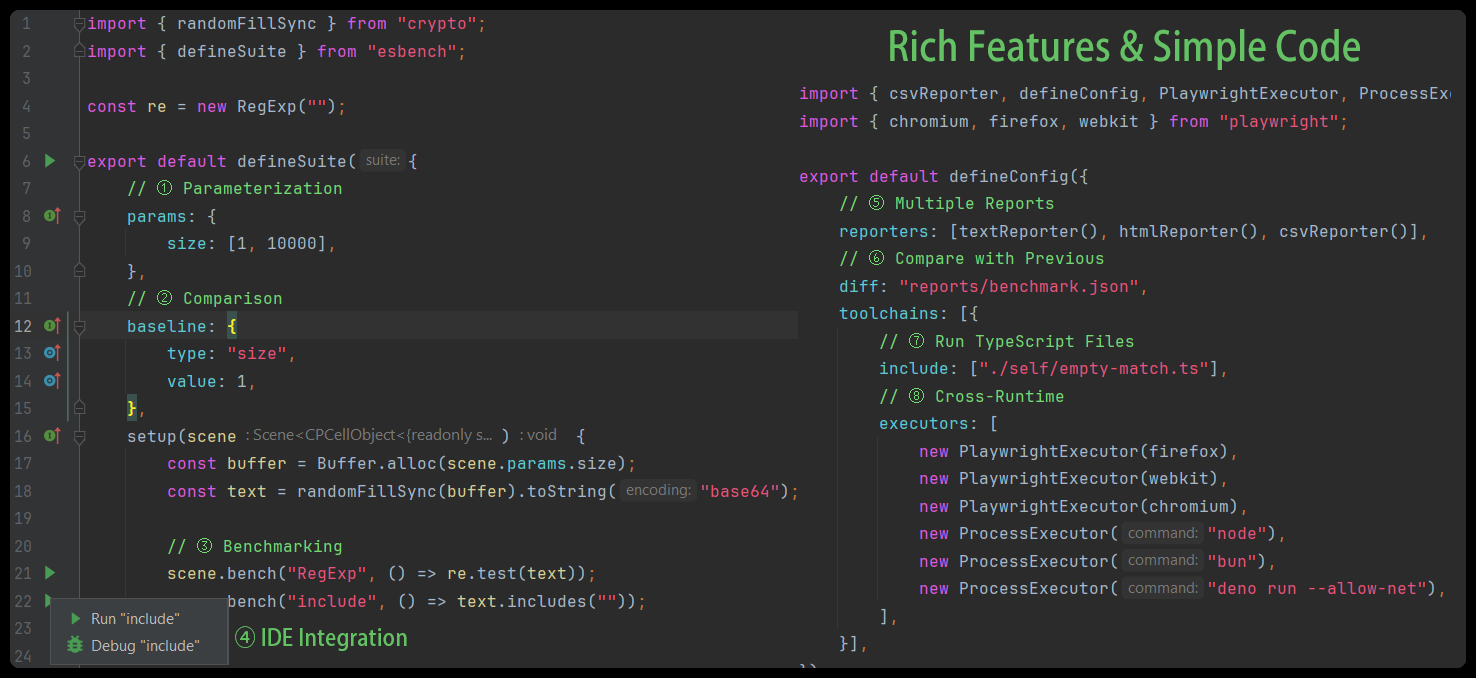 1 import { randomFillSync } from "crypto";
2 import { defineSuite } from "esbench";
3
4 const re = new RegExp("");
5
6 export default defineSuite( suite: {
7 // ① Parameterization
8 params: {
9 size: [1, 10000],
10 },
11 // ② Comparison
12 baseline: {
13 type: "size",
14 value: 1,
15 },
16 setup(scene : Scene<CPCellObject<{readonly s... ) : void {
17 const buffer = Buffer.alloc(scene.params.size);
18 const text = randomFillSync(buffer).toString( encoding: "base64");
19
20 // ③ Benchmarking
21 scene.bench("RegExp", () => re.test(text));
22 bench("include", () => text.includes(""));
23
24
Run "include"
Debug "include"
④ IDE Integration
Rich Features & Simple Code
import { csvReporter, defineConfig, PlaywrightExecutor, ProcessEx
import { chromium, firefox, webkit } from "playwright";
export default defineConfig({
// ⑤ Multiple Reports
reporters: [textReporter(), htmlReporter(), csvReporter()],
// ⑥ Compare with Previous
diff: "reports/benchmark.json",
toolchains: [{
// ⑦ Run TypeScript Files
include: ["./self/empty-match.ts"],
// ⑧ Cross-Runtime
executors: [
new PlaywrightExecutor(firefox),
new PlaywrightExecutor(webkit),
new PlaywrightExecutor(chromium),
new ProcessExecutor( command: "node"),
new ProcessExecutor( command: "bun"),
new ProcessExecutor( command: "deno run --allow-net"),
],
}],